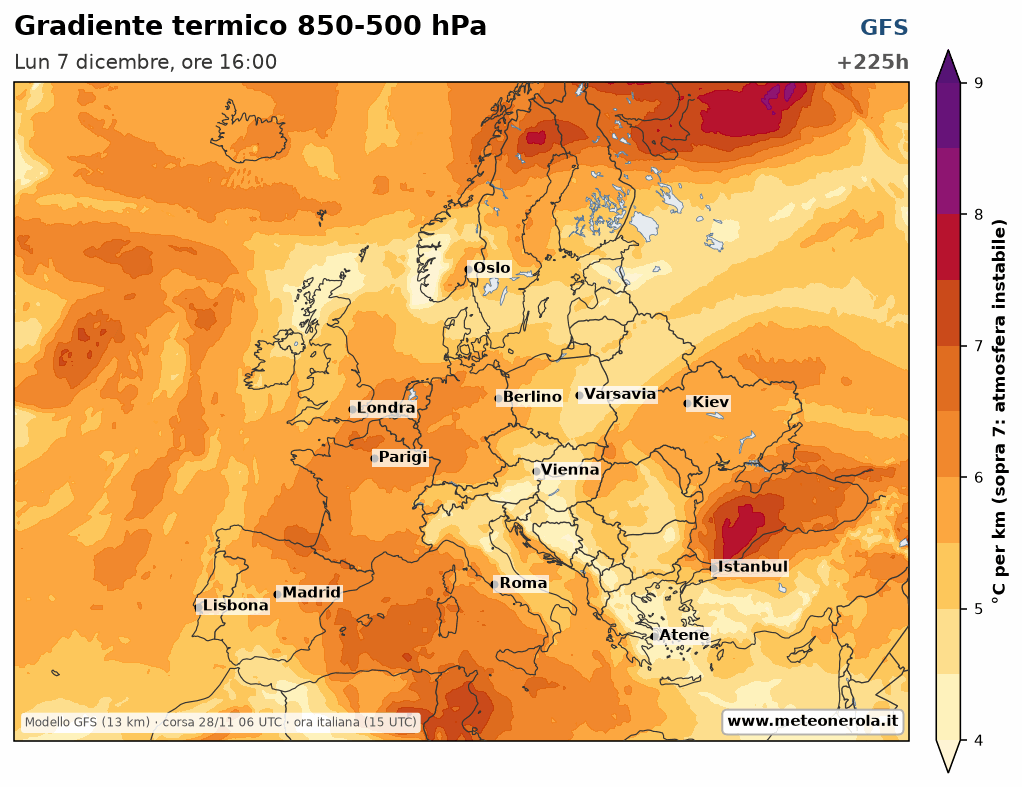 Gradiente termico 850-500 hPa
GFS
Lun 7 dicembre, ore 16:00
+225h
9
8
7
6
5
4
°C per km (sopra 7: atmosfera instabile)
Oslo
Berlino
Varsavia
Kiev
Londra
Parigi
Vienna
Istanbul
Roma
Madrid
Lisbona
Atene
Modello GFS (13 km) · corsa 28/11 06 UTC · ora italiana (15 UTC)
www.meteonerola.it